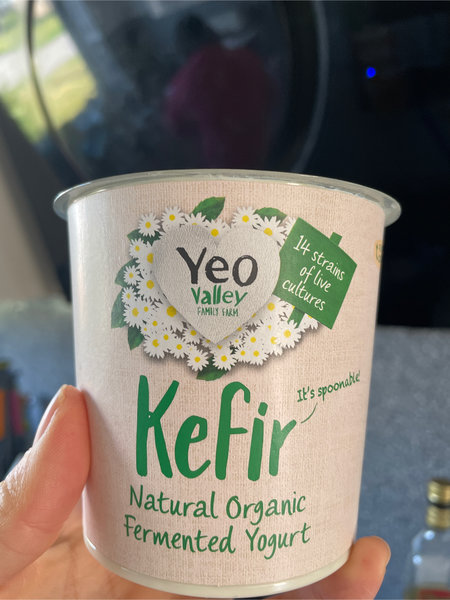 Yeo
Valley
FAMILY FARM
14 strains
of live
cultures
Kefir
It's spoonable!
Natural Organic
Fermented Yogurt